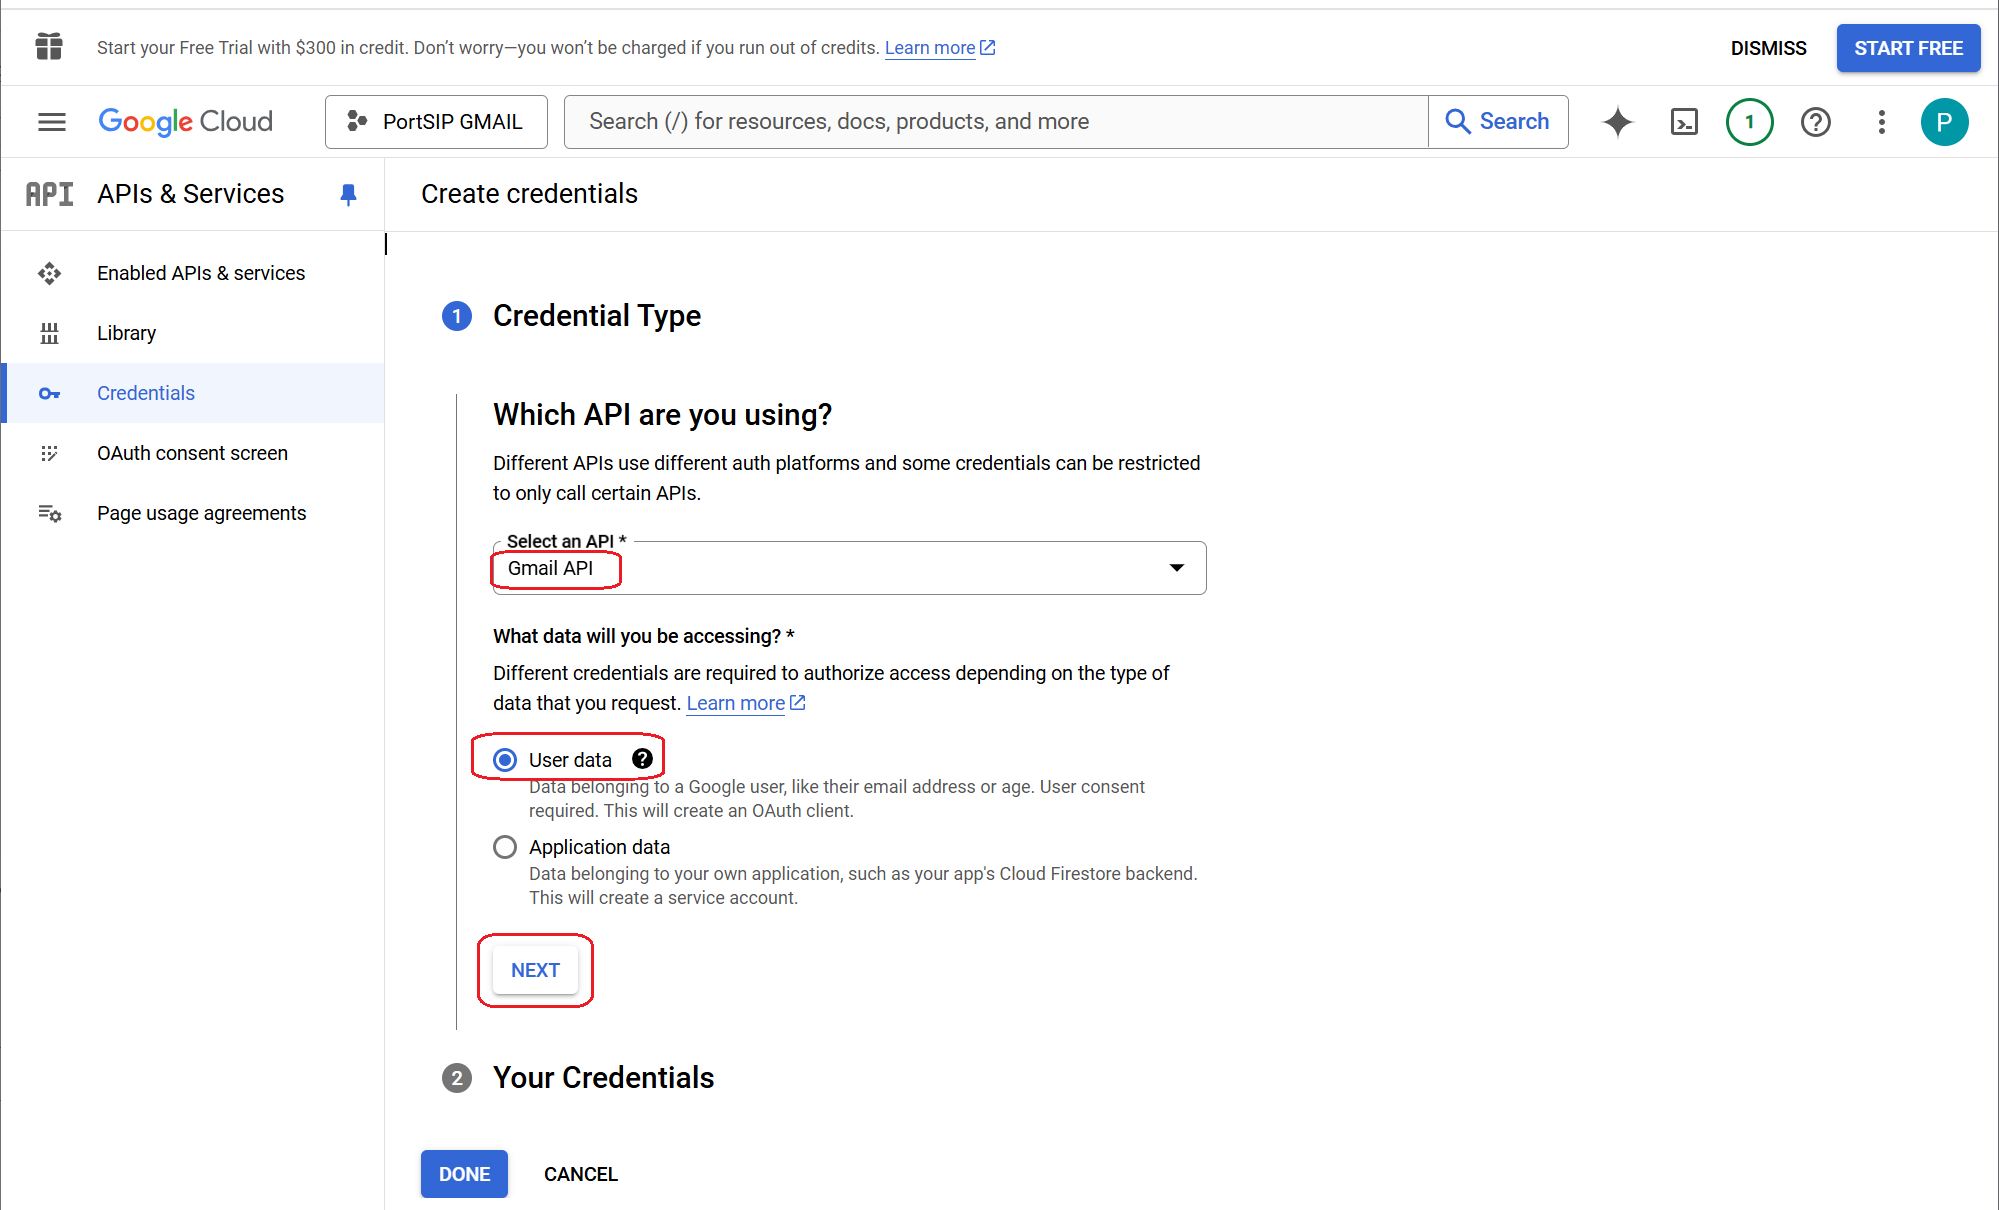 Start your Free Trial with $300 in credit. Don’t worry—you won’t be charged if you run out of credits. Learn more
DISMISS
START FREE
Google Cloud
PortSIP GMAIL
Search (/) for resources, docs, products, and more
Search
1
P
API
APIs & Services
Create credentials
Enabled APIs & services
Library
Credentials
OAuth consent screen
Page usage agreements
1
Credential Type
Which API are you using?
Different APIs use different auth platforms and some credentials can be restricted
to only call certain APIs.
Select an API *
Gmail API
What data will you be accessing? *
Different credentials are required to authorize access depending on the type of
data that you request. Learn more
User data
Data belonging to a Google user, like their email address or age. User consent
required. This will create an OAuth client.
Application data
Data belonging to your own application, such as your app's Cloud Firestore backend.
This will create a service account.
NEXT
2
Your Credentials
DONE
CANCEL